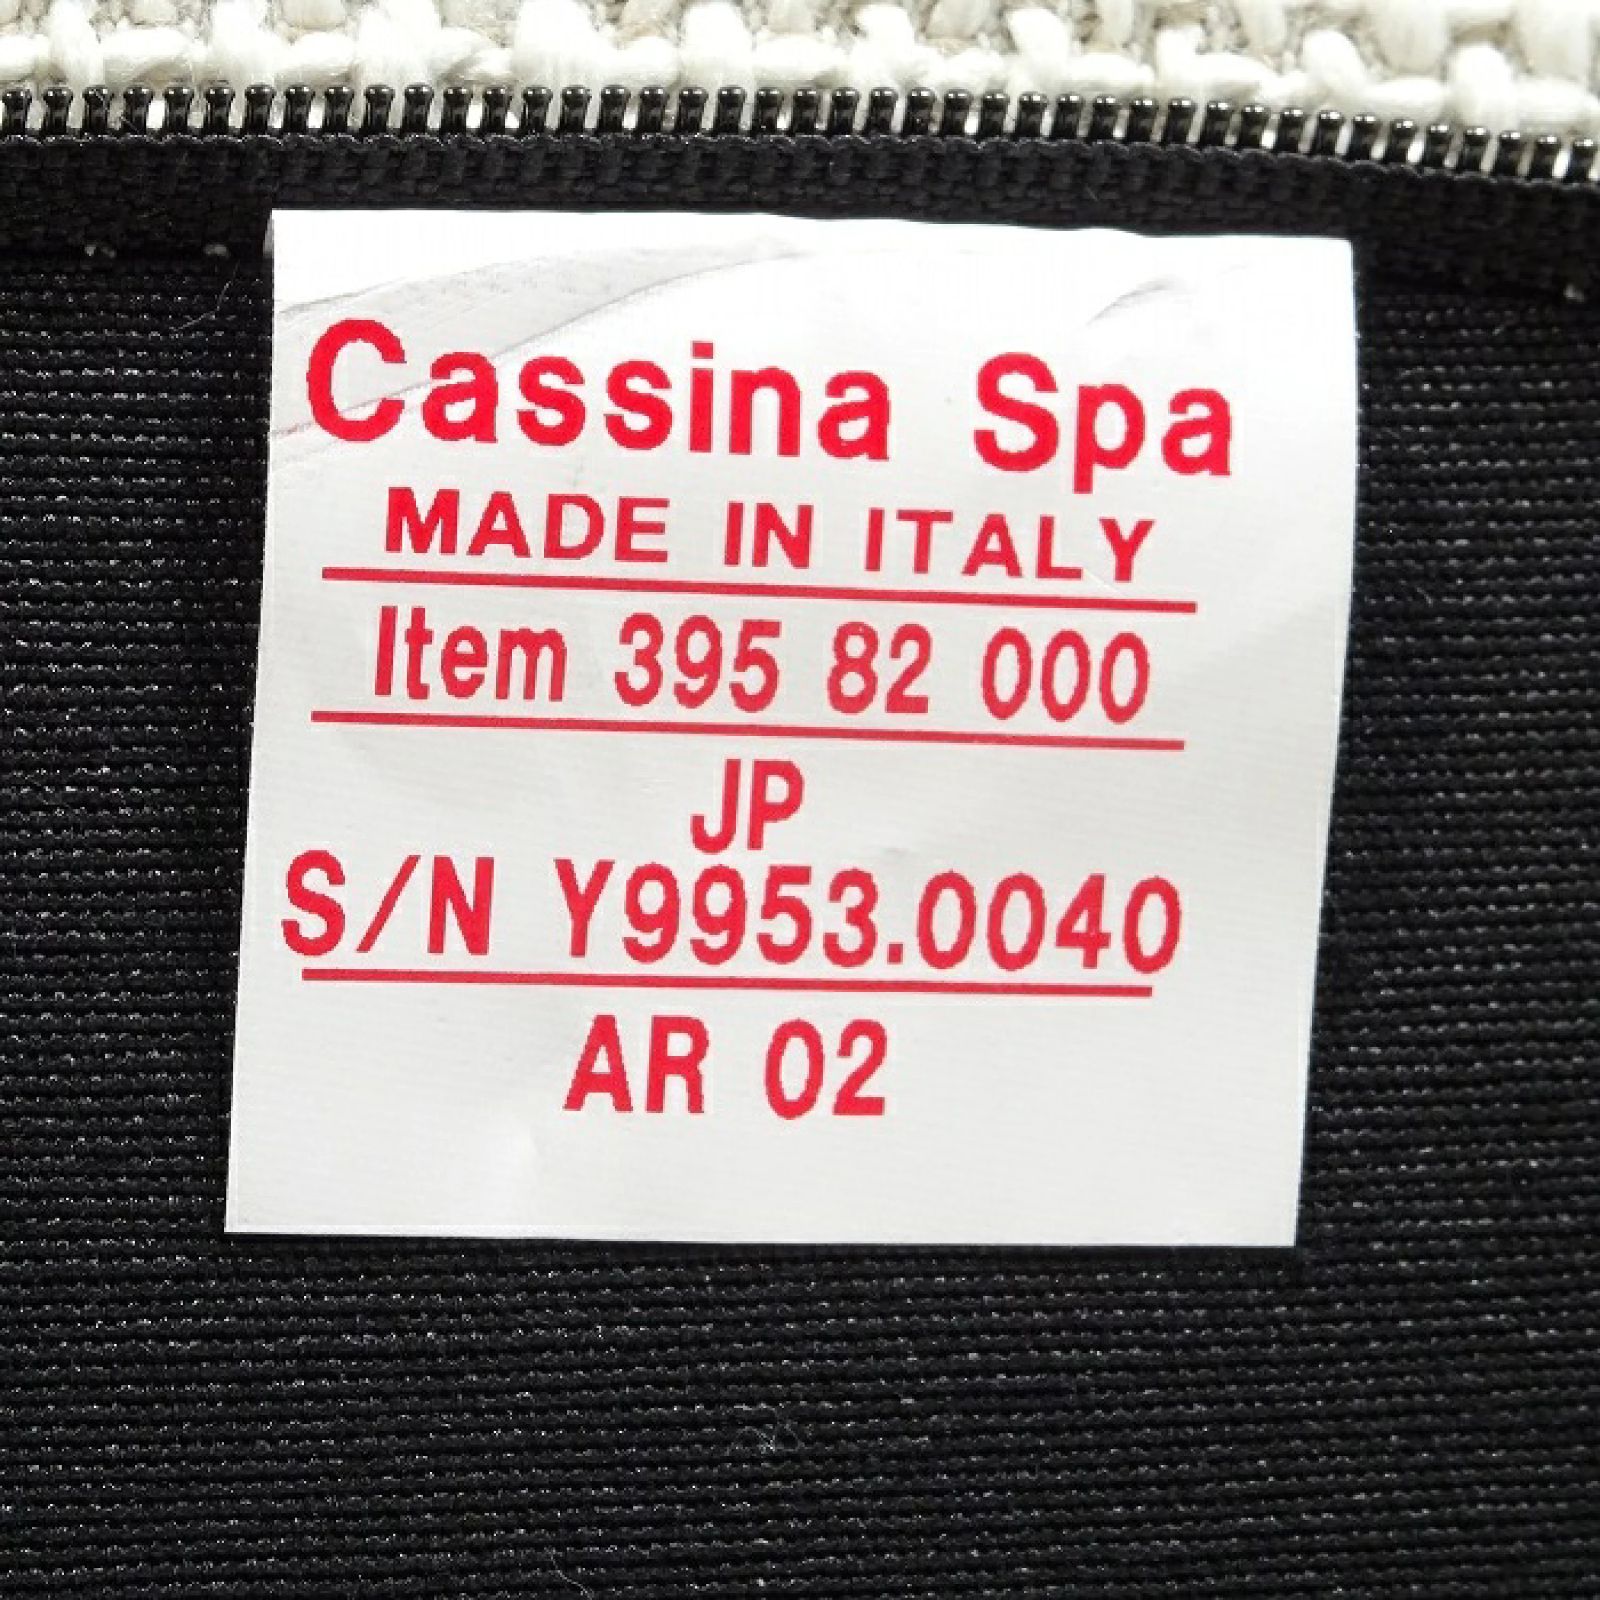 Cassina Spa
MADE IN ITALY
Item 395 82 000
JP
S/N Y9953.0040
AR 02